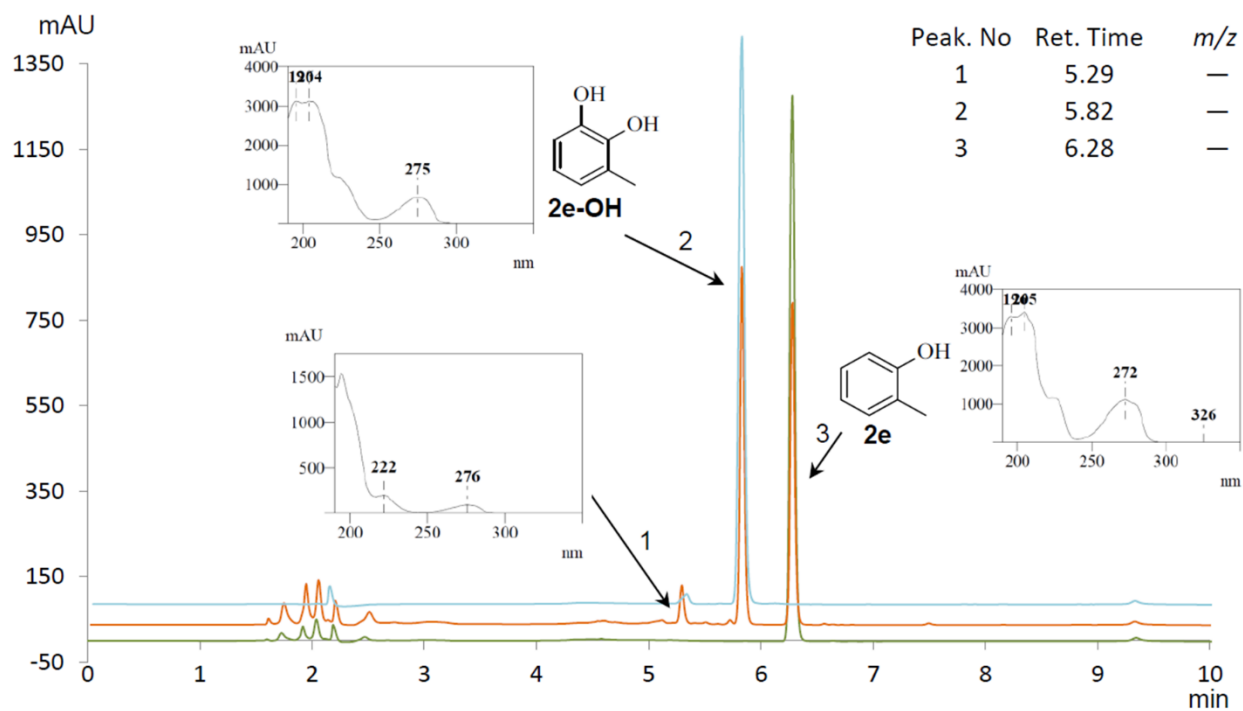 mAU
1350
1150
950
750
550
350
150
-50
0 1 2 3 4 5 6 7 8 9 10
min
Peak. No Ret. Time m/z
1 5.29 —
2 5.82 —
3 6.28 —
mAU
4000
3000
2000
1000
275
200 250 300
nm
OH
OH
2e-OH
2
mAU
1500
1000
500
222
276
200 250 300
nm
1
OH
2e
3
mAU
4000
3000
2000
1000
272
326
200 250 300
nm